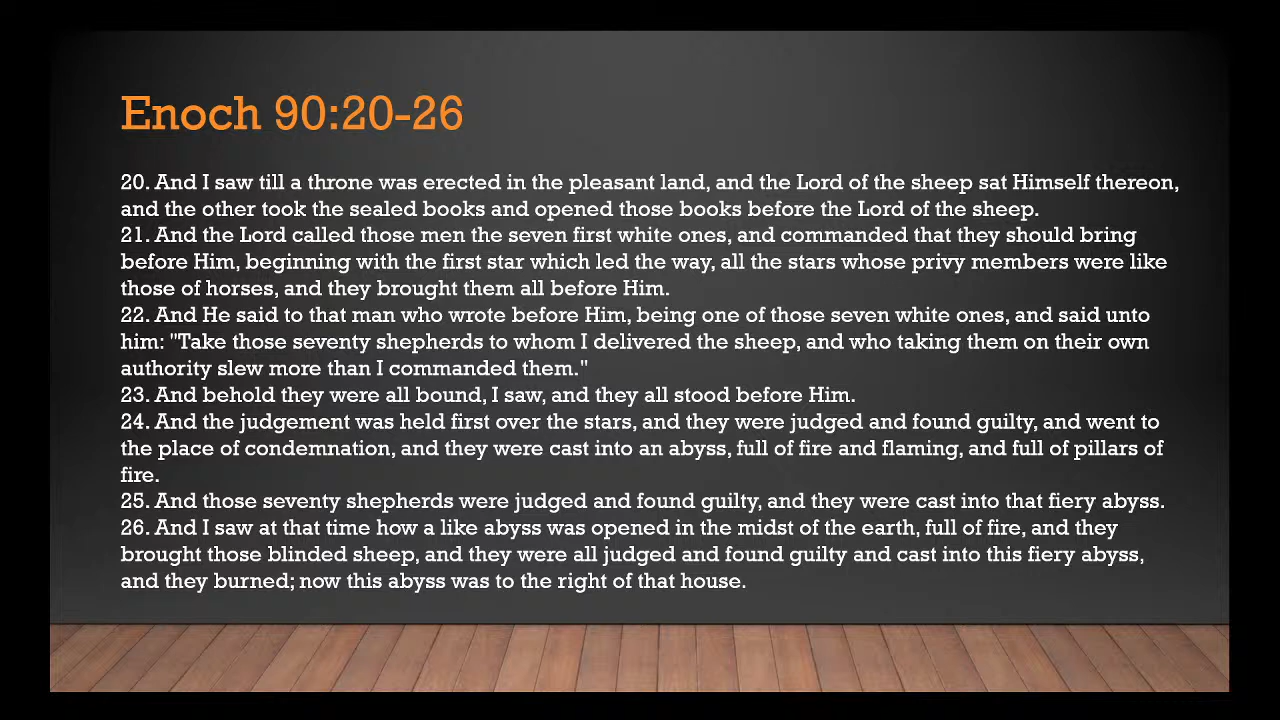 Enoch 90:20-26
20. And I saw till a throne was erected in the pleasant land, and the Lord of the sheep sat Himself thereon,
and the other took the sealed books and opened those books before the Lord of the sheep.
21. And the Lord called those men the seven first white ones, and commanded that they should bring
before Him, beginning with the first star which led the way, all the stars whose privy members were like
those of horses, and they brought them all before Him.
22. And He said to that man who wrote before Him, being one of those seven white ones, and said unto
him: "Take those seventy shepherds to whom I delivered the sheep, and who taking them on their own
authority slew more than I commanded them."
23. And behold they were all bound, I saw, and they all stood before Him.
24. And the judgement was held first over the stars, and they were judged and found guilty, and went to
the place of condemnation, and they were cast into an abyss, full of fire and flaming, and full of pillars of
fire.
25. And those seventy shepherds were judged and found guilty, and they were cast into that fiery abyss.
26. And I saw at that time how a like abyss was opened in the midst of the earth, full of fire, and they
brought those blinded sheep, and they were all judged and found guilty and cast into this fiery abyss,
and they burned; now this abyss was to the right of that house.